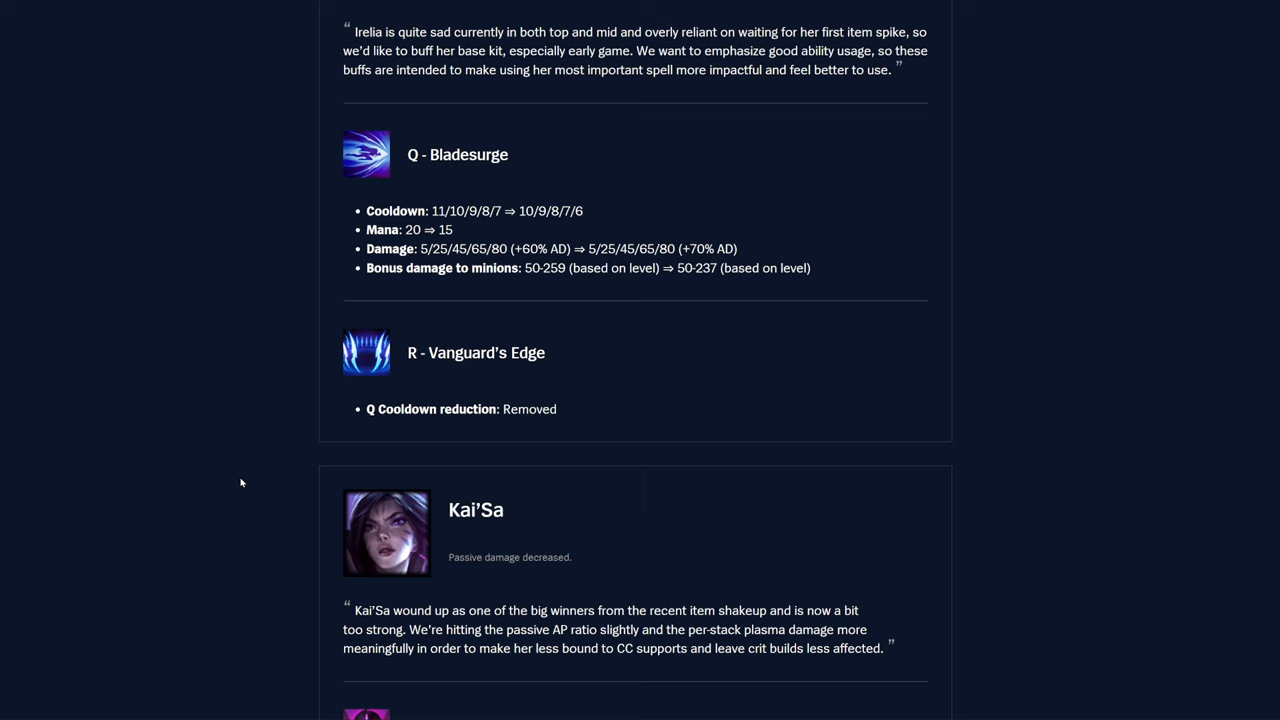 “ Irelia is quite sad currently in both top and mid and overly reliant on waiting for her first item spike, so
we’d like to buff her base kit, especially early game. We want to emphasize good ability usage, so these
buffs are intended to make using her most important spell more impactful and feel better to use. ”
Q - Bladesurge
• Cooldown: 11/10/9/8/7 ⇒ 10/9/8/7/6
• Mana: 20 ⇒ 15
• Damage: 5/25/45/65/80 (+60% AD) ⇒ 5/25/45/65/80 (+70% AD)
• Bonus damage to minions: 50-259 (based on level) ⇒ 50-237 (based on level)
R - Vanguard’s Edge
• Q Cooldown reduction: Removed
Kai’Sa
Passive damage decreased.
“ Kai’Sa wound up as one of the big winners from the recent item shakeup and is now a bit
too strong. We’re hitting the passive AP ratio slightly and the per-stack plasma damage more
meaningfully in order to make her less bound to CC supports and leave crit builds less affected. ”